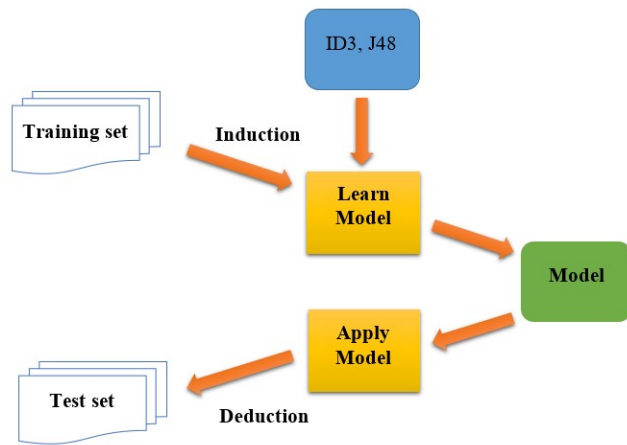 ID3, J48
Training set
Induction
Learn
Model
Model
Apply
Model
Test set
Deduction